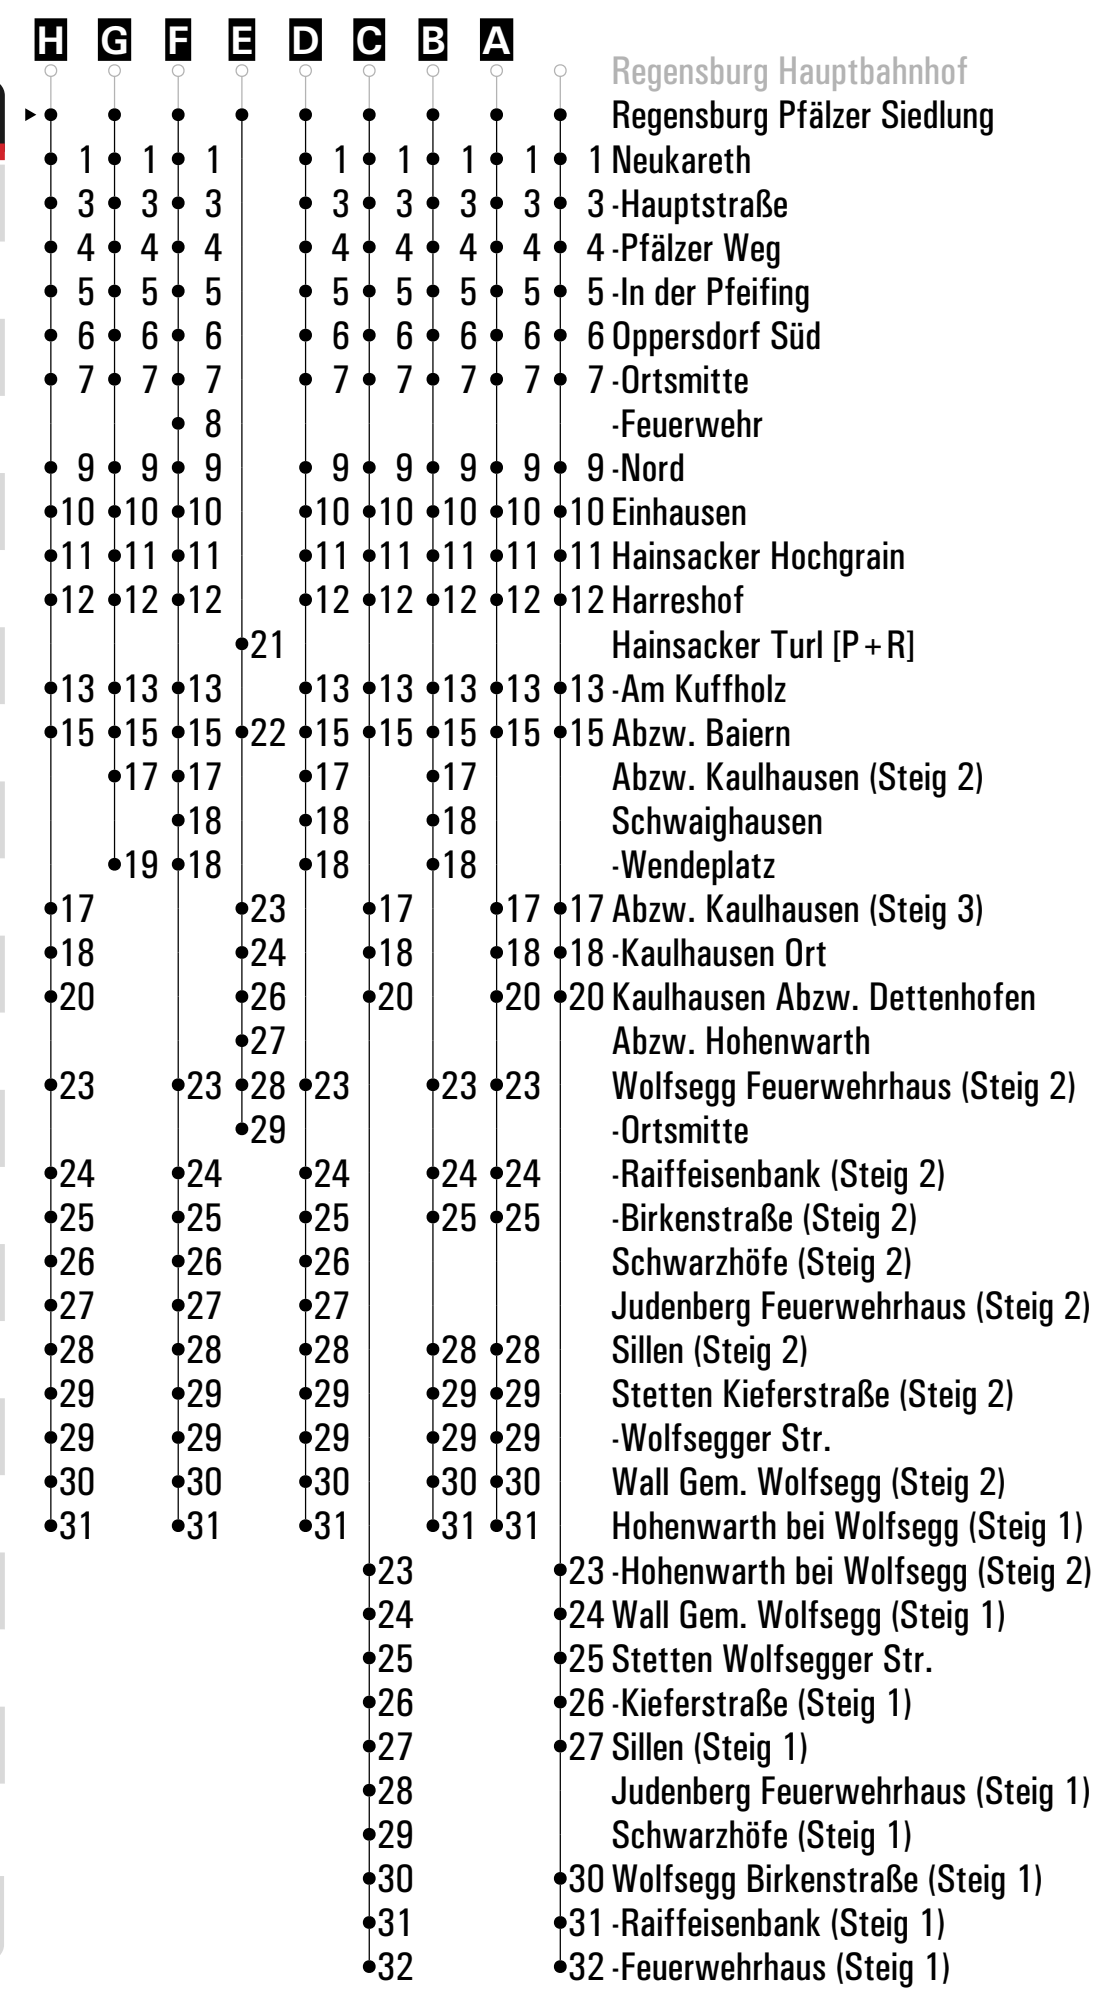 H G F E D C B A
Regensburg Hauptbahnhof
Regensburg Pfälzer Siedlung
1 1 1 1 1 1 1 1 Neukareth
3 3 3 3 3 3 3 3 -Hauptstraße
4 4 4 4 4 4 4 4 -Pfälzer Weg
5 5 5 5 5 5 5 5 -In der Pfeifing
6 6 6 6 6 6 6 6 Oppersdorf Süd
7 7 7 7 7 7 7 7 -Ortsmitte
8 -Feuerwehr
9 9 9 9 9 9 9 9 -Nord
10 10 10 10 10 10 10 10 Einhausen
11 11 11 11 11 11 11 11 Hainsacker Hochgrain
12 12 12 12 12 12 12 12 Harreshof
21 Hainsacker Turl [P+R]
13 13 13 13 13 13 13 13 -Am Kuffholz
15 15 15 22 15 15 15 15 15 Abzw. Baiern
17 17 17 17 Abzw. Kaulhausen (Steig 2)
18 18 18 Schwaighausen
19 18 18 18 -Wendeplatz
17 23 17 17 17 Abzw. Kaulhausen (Steig 3)
18 24 18 18 18 -Kaulhausen Ort
20 26 20 20 20 Kaulhausen Abzw. Dettenhofen
27 Abzw. Hohenwarth
23 23 28 23 23 23 Wolfsegg Feuerwehrhaus (Steig 2)
29 -Ortsmitte
24 24 24 24 24 -Raiffeisenbank (Steig 2)
25 25 25 25 25 -Birkenstraße (Steig 2)
26 26 26 Schwarzhöfe (Steig 2)
27 27 27 Judenberg Feuerwehrhaus (Steig 2)
28 28 28 28 28 Sillen (Steig 2)
29 29 29 29 29 Stetten Kieferstraße (Steig 2)
29 29 29 29 29 -Wolfsegger Str.
30 30 30 30 30 Wall Gem. Wolfsegg (Steig 2)
31 31 31 31 31 Hohenwarth bei Wolfsegg (Steig 1)
23 23 -Hohenwarth bei Wolfsegg (Steig 2)
24 24 Wall Gem. Wolfsegg (Steig 1)
25 25 Stetten Wolfsegger Str.
26 26 -Kieferstraße (Steig 1)
27 27 Sillen (Steig 1)
28 Judenberg Feuerwehrhaus (Steig 1)
29 Schwarzhöfe (Steig 1)
30 30 Wolfsegg Birkenstraße (Steig 1)
31 31 -Raiffeisenbank (Steig 1)
32 32 -Feuerwehrhaus (Steig 1)